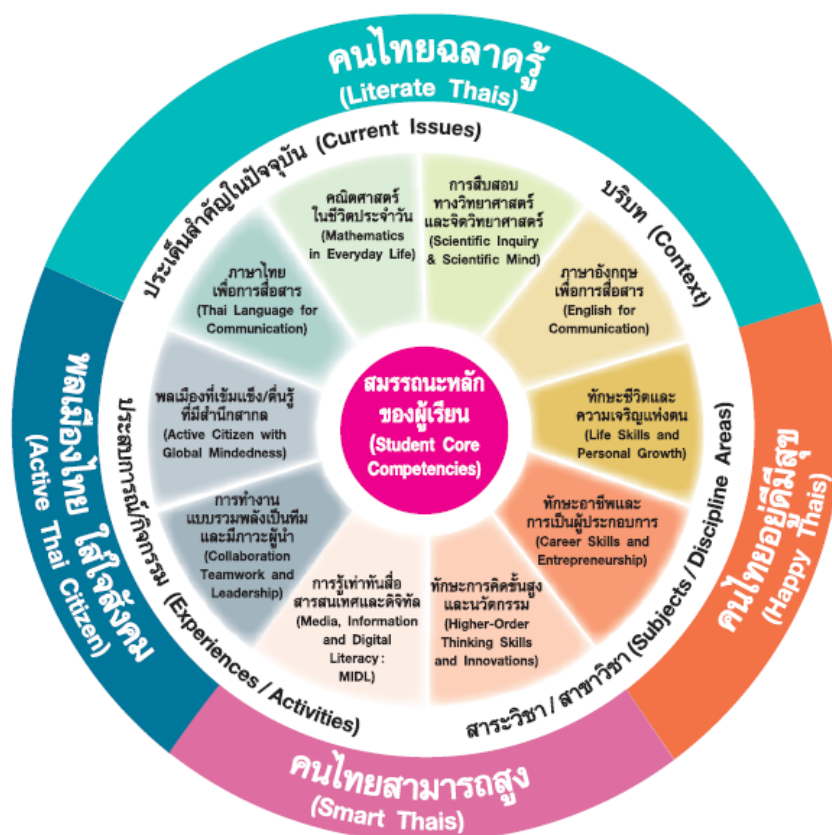 คนไทยฉลาดรู้
(Literate Thais)
ประเด็นสำคัญในปัจจุบัน (Current Issues)
บริบท (Context)
คณิตศาสตร์
ในชีวิตประจำวัน
(Mathematics
in Everyday Life)
การสืบสอบ
ทางวิทยาศาสตร์
และจิตวิทยาศาสตร์
(Scientific Inquiry
& Scientific Mind)
ภาษาไทย
เพื่อการสื่อสาร
(Thai Language for
Communication)
ภาษาอังกฤษ
เพื่อการสื่อสาร
(English for
Communication)
พลเมืองที่เข้มแข็ง/ตื่นรู้
ที่มีสำนึกสากล
(Active Citizen with
Global Mindedness)
สมรรถนะหลัก
ของผู้เรียน
(Student Core
Competencies)
ทักษะชีวิตและ
ความเจริญแห่งตน
(Life Skills and
Personal Growth)
การทำงาน
แบบรวมพลังเป็นทีม
และมีภาวะผู้นำ
(Collaboration
Teamwork and
Leadership)
ทักษะอาชีพและ
การเป็นผู้ประกอบการ
(Career Skills and
Entrepreneurship)
การรู้เท่าทันสื่อ
สารสนเทศและดิจิทัล
(Media, Information
and Digital
Literacy:
MIDL)
ทักษะการคิดขั้นสูง
และนวัตกรรม
(Higher-Order
Thinking Skills
and Innovations)
ประสบการณ์/กิจกรรม (Experiences / Activities)
สาระวิชา / สาขาวิชา (Subjects / Discipline Areas)
พลเมืองไทย ใส่ใจสังคม
(Active Thai Citizen)
คนไทยอยู่ดีมีสุข
(Happy Thais)
คนไทยสามารถสูง
(Smart Thais)